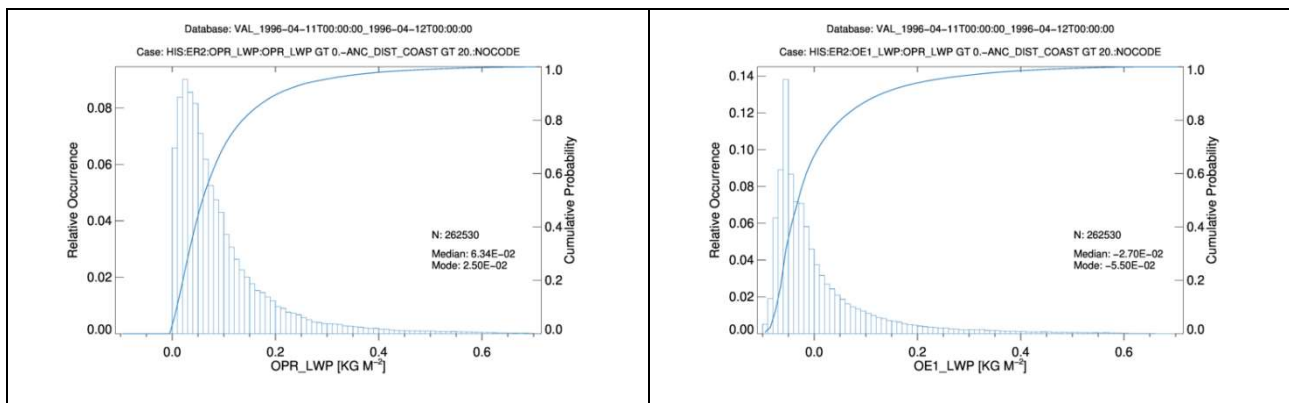 Database: VAL_1996-04-11T00:00:00_1996-04-12T00:00:00
Case: HIS:ER2:OPR_LWP:OPR_LWP GT 0.-ANC_DIST_COAST GT 20.:NOCODE
0.08
0.06
0.04
0.02
0.00
Relative Occurrence
1.0
0.8
0.6
0.4
0.2
0.0
Cumulative Probability
N: 262530
Median: 6.34E-02
Mode: 2.50E-02
0.0 0.2 0.4 0.6
OPR_LWP [KG M⁻²]
Database: VAL_1996-04-11T00:00:00_1996-04-12T00:00:00
Case: HIS:ER2:OE1_LWP:OPR_LWP GT 0.-ANC_DIST_COAST GT 20.:NOCODE
0.14
0.12
0.10
0.08
0.06
0.04
0.02
0.00
Relative Occurrence
1.0
0.8
0.6
0.4
0.2
0.0
Cumulative Probability
N: 262530
Median: -2.70E-02
Mode: -5.50E-02
0.0 0.2 0.4 0.6
OE1_LWP [KG M⁻²]